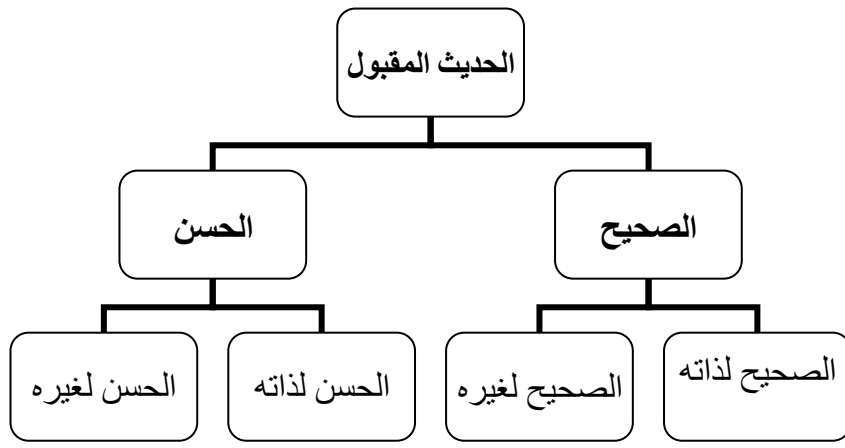 الحديث المقبول
الصحيح
الحسن
الصحيح لذاته
الصحيح لغيره
الحسن لذاته
الحسن لغيره